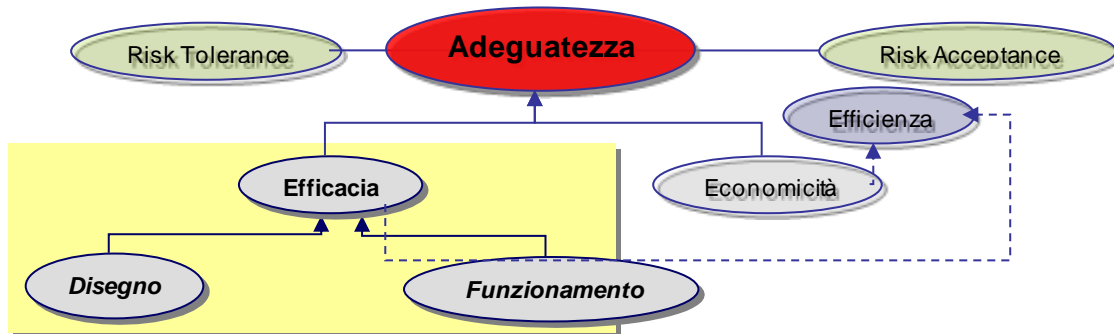 Adeguatezza
Risk Tolerance
Risk Acceptance
Efficienza
Efficacia
Economicità
Disegno
Funzionamento